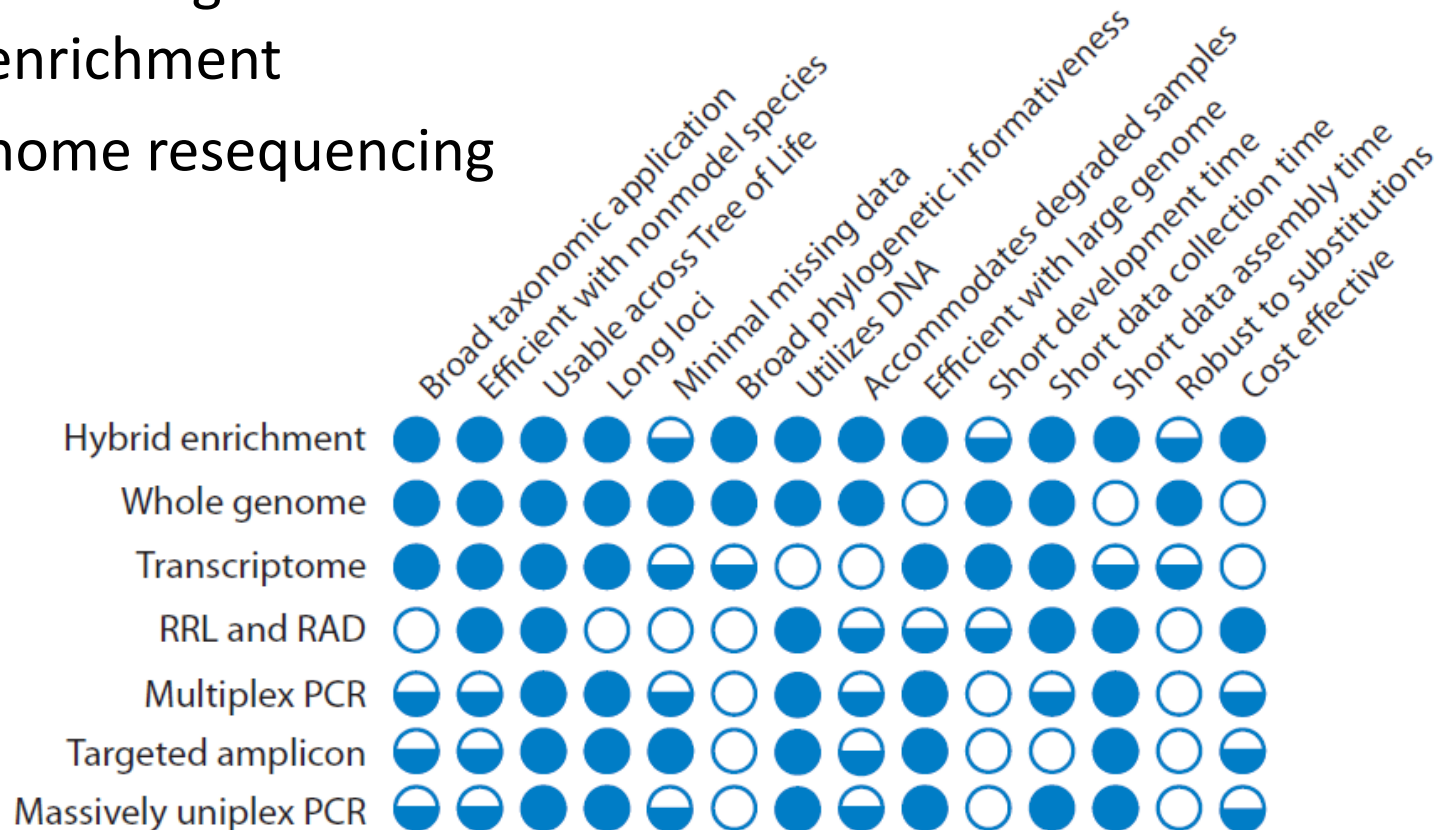 enrichment
nome resequencing
Broad taxonomic application
Efficient with nonmodel species
Usable across Tree of Life
Long loci
Minimal missing data
Broad phylogenetic informativeness
Utilizes DNA
Accommodates degraded samples
Efficient with large genome
Short development time
Short data collection time
Short data assembly time
Robust to substitutions
Cost effective
Hybrid enrichment
Whole genome
Transcriptome
RRL and RAD
Multiplex PCR
Targeted amplicon
Massively uniplex PCR